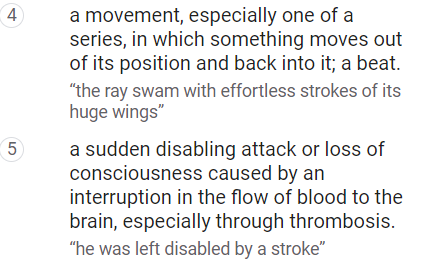 4
a movement, especially one of a
series, in which something moves out
of its position and back into it; a beat.
“the ray swam with effortless strokes of its
huge wings”
5
a sudden disabling attack or loss of
consciousness caused by an
interruption in the flow of blood to the
brain, especially through thrombosis.
“he was left disabled by a stroke”